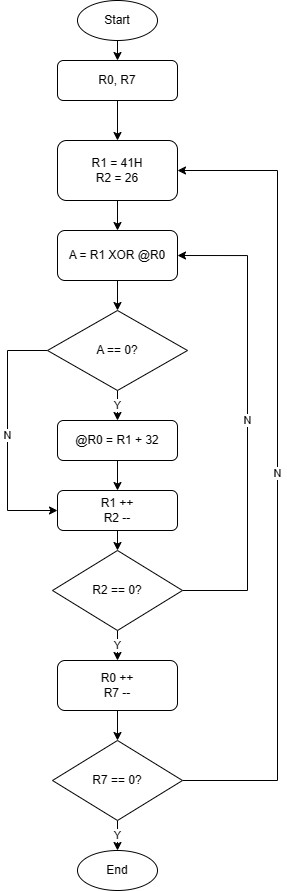 Start
R0, R7
R1 = 41H
R2 = 26
A = R1 XOR @R0
A == 0?
Y
N
@R0 = R1 + 32
R1 ++
R2 --
N
R2 == 0?
Y
N
R0 ++
R7 --
R7 == 0?
Y
End